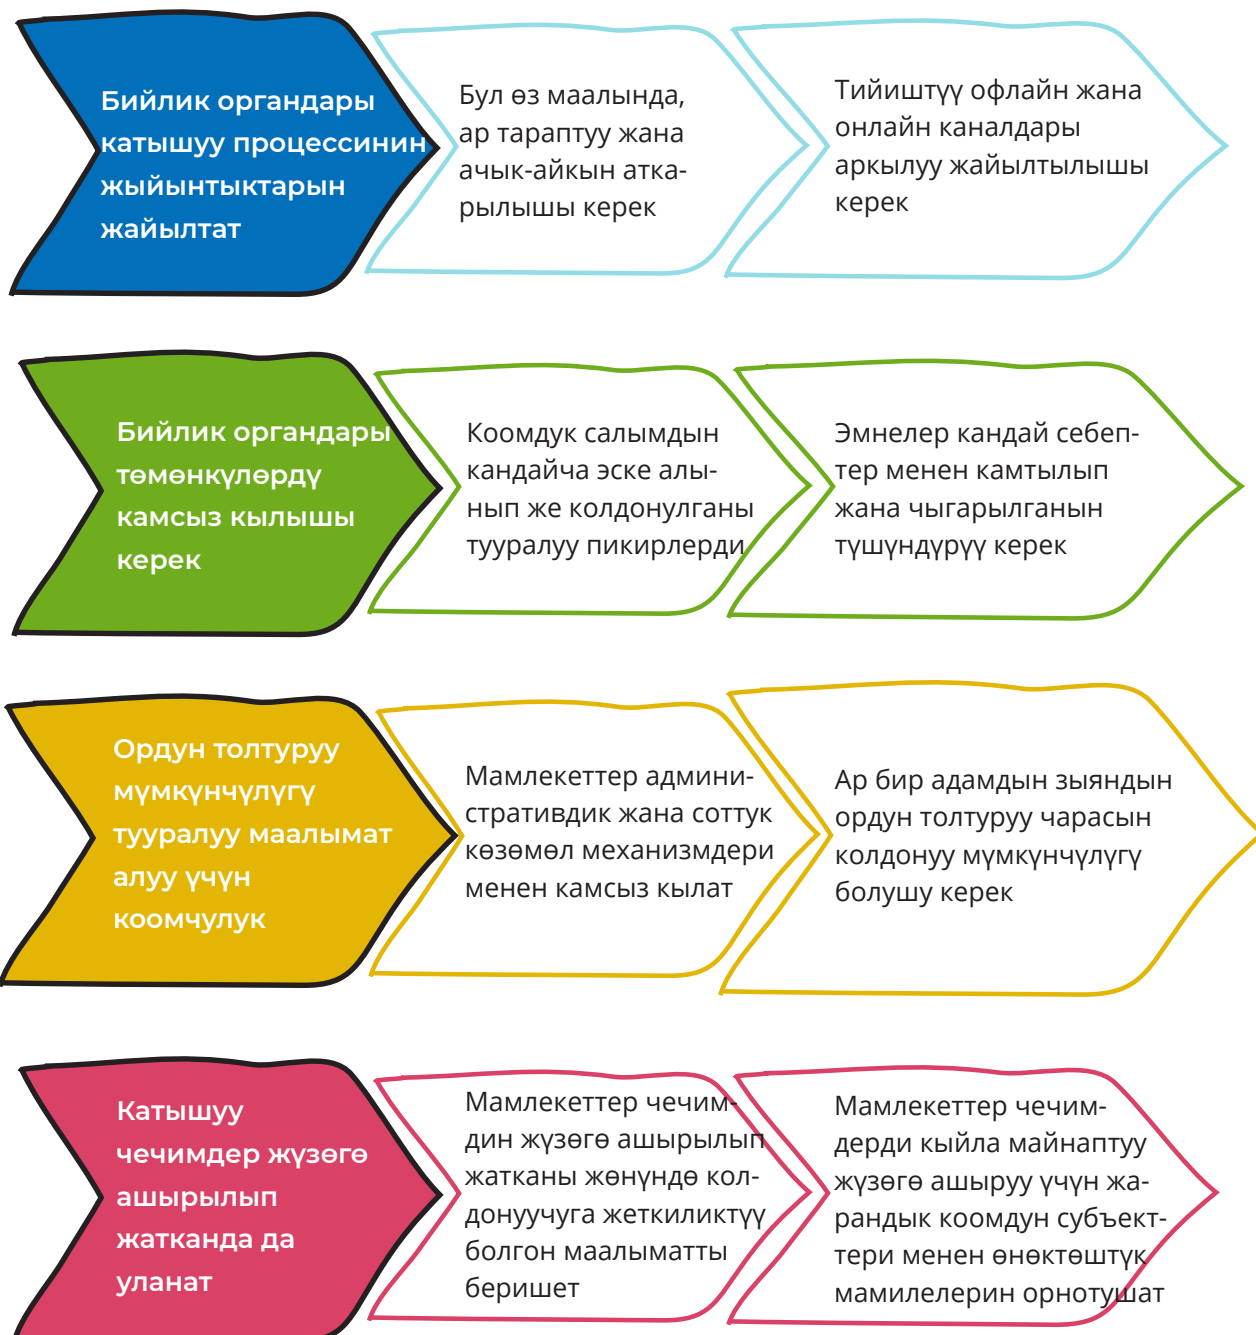 Бийлик органдары
катышуу процессинин
жыйынтыктарын
жайылтат
Бул өз маалында,
ар тараптуу жана
ачык-айкын атка-
рылышы керек
Тийиштүү офлайн жана
онлайн каналдары
аркылуу жайылтылышы
керек
Бийлик органдары
төмөнкүлөрдү
камсыз кылышы
керек
Коомдук салымдын
кандайча эске алы-
нып же колдонулганы
тууралуу пикирлерди
Эмнелер кандай себеп-
тер менен камтылып
жана чыгарылганын
түшүндүрүү керек
Ордун толтуруу
мүмкүнчүлүгү
тууралуу маалымат
алуу үчүн
коомчулук
Мамлекеттер админи-
стративдик жана соттук
көзөмөл механизмдери
менен камсыз кылат
Ар бир адамдын зыяндын
ордун толтуруу чарасын
колдонуу мүмкүнчүлүгү
болушу керек
Катышуу
чечимдер жүзөгө
ашырылып
жатканда да
уланат
Мамлекеттер чечим-
дин жүзөгө ашырылып
жатканы жөнүндө кол-
донуучуга жеткиликтүү
болгон маалыматты
беришет
Мамлекеттер чечим-
дерди кыйла майнаптуу
жүзөгө ашыруу үчүн жа-
рандык коомдун субъект-
тери менен өнөктөштүк
мамилелерин орнотушат